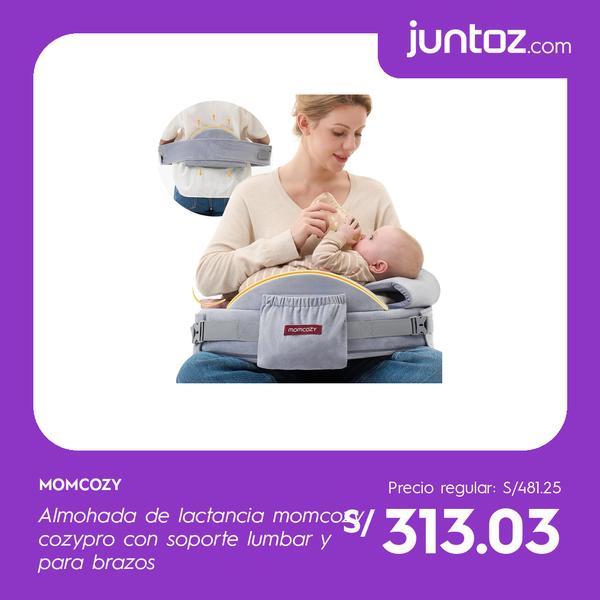 juntoz.com
MOMCOZY
MOMCOZY
Almohada de lactancia momcozy
cozypro con soporte lumbar y
para brazos
Precio regular: S/481.25
S/ 313.03